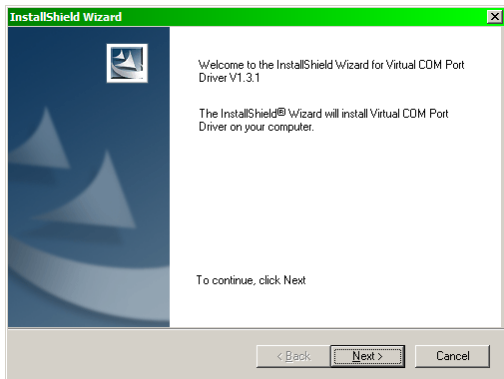 InstallShield Wizard
Welcome to the InstallShield Wizard for Virtual COM Port
Driver V1.3.1
The InstallShield® Wizard will install Virtual COM Port
Driver on your computer.
To continue, click Next
< Back
Next >
Cancel